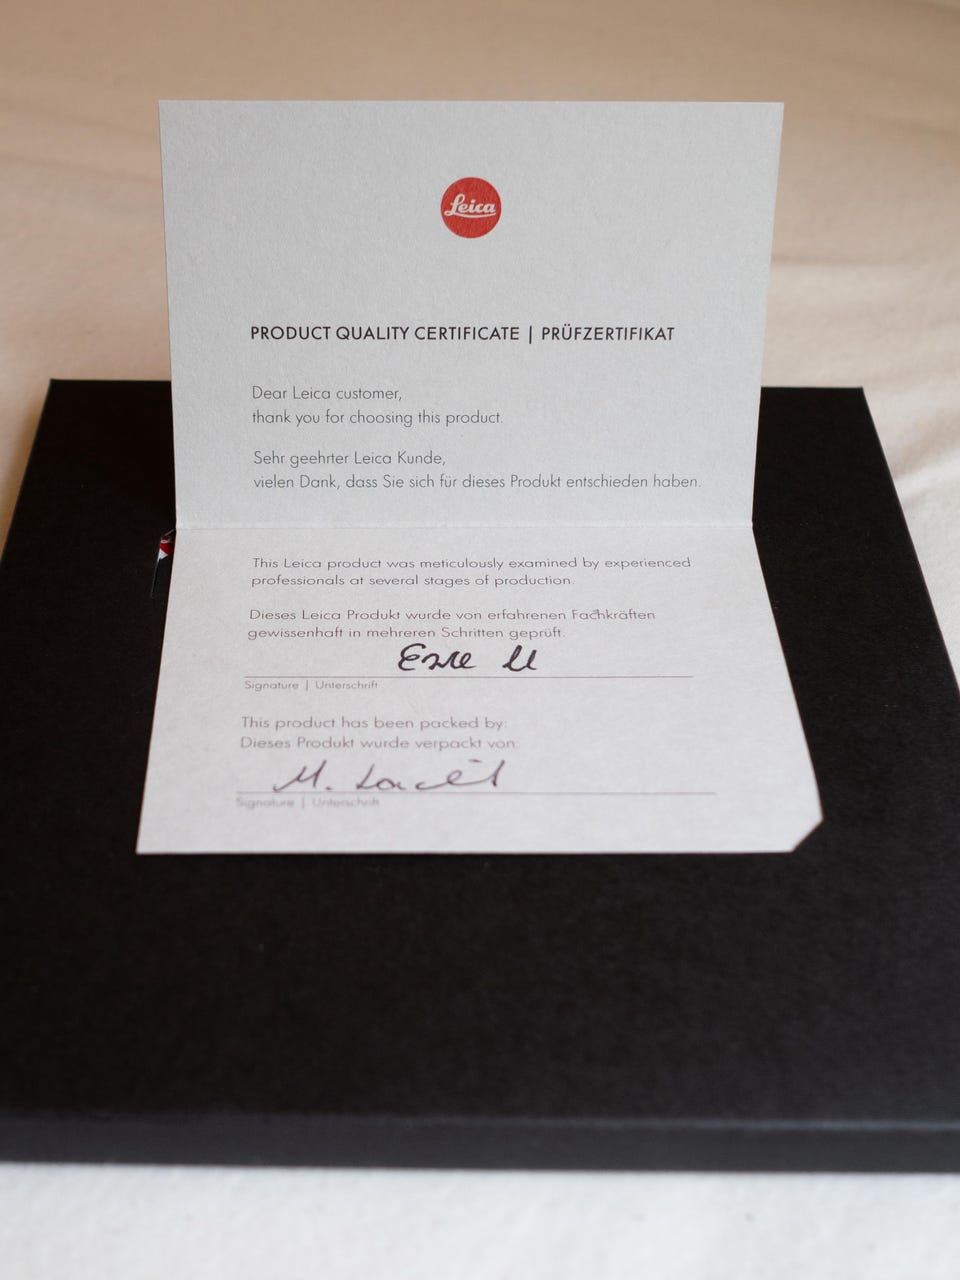 Leica
PRODUCT QUALITY CERTIFICATE | PRÜFZERTIFIKAT
Dear Leica customer,
thank you for choosing this product.
Sehr geehrter Leica Kunde,
vielen Dank, dass Sie sich für dieses Produkt entschieden haben.
This Leica product was meticulously examined by experienced
professionals at several stages of production.
Dieses Leica Produkt wurde von erfahrenen Fachkräften
gewissenhaft in mehreren Schritten geprüft.
Signature | Unterschrift
This product has been packed by:
Dieses Produkt wurde verpackt von:
M.
Signature | Unterschrift